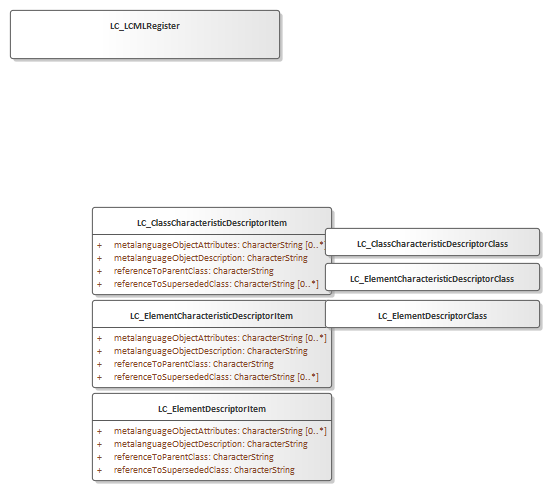 LC_LCMLRegister
LC_ClassCharacteristicDescriptorItem
+ metalanguageObjectAttributes: CharacterString [0..*]
+ metalanguageObjectDescription: CharacterString
+ referenceToParentClass: CharacterString
+ referenceToSupersededClass: CharacterString [0..*]
LC_ClassCharacteristicDescriptorClass
LC_ElementCharacteristicDescriptorClass
LC_ElementDescriptorClass
LC_ElementCharacteristicDescriptorItem
+ metalanguageObjectAttributes: CharacterString [0..*]
+ metalanguageObjectDescription: CharacterString
+ referenceToParentClass: CharacterString
+ referenceToSupersededClass: CharacterString [0..*]
LC_ElementDescriptorItem
+ metalanguageObjectAttributes: CharacterString [0..*]
+ metalanguageObjectDescription: CharacterString
+ referenceToParentClass: CharacterString
+ referenceToSupersededClass: CharacterString